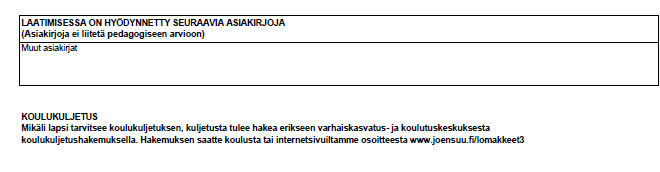 LAATIMISESSA ON HYÖDYNNETTY SEURAAVIA ASIAKIRJOJA
(Asiakirjoja ei liitetä pedagogiseen arvioon)
Muut asiakirjat
KOULUKULJETUS
Mikäli lapsi tarvitsee koulukuljetuksen, kuljetusta tulee hakea erikseen varhaiskasvatus- ja koulutuskeskuksesta
koulukuljetushakemuksella. Hakemuksen saatte koulusta tai internetsivuiltamme osoitteesta www.joensuu.fi/lomakkeet3